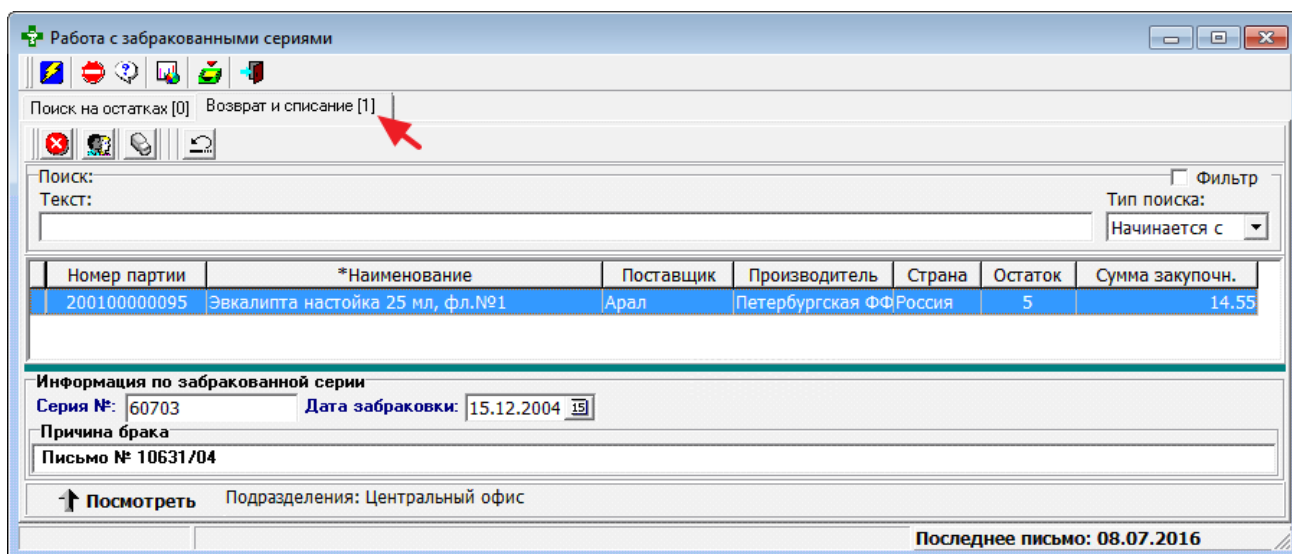 Работа с забракованными сериями
Поиск на остатках [0] Возврат и списание [1]
Поиск: Фильтр
Текст: Тип поиска:
Начинается с
Номер партии *Наименование Поставщик Производитель Страна Остаток Сумма закупочн.
200100000095 Эвкалипта настойка 25 мл, фл.№1 Арал Петербургская ФФ Россия 5 14.55
Информация по забракованной серии
Серия №: 60703 Дата забраковки: 15.12.2004 15
Причина брака
Письмо № 10631/04
Посмотреть Подразделения: Центральный офис
Последнее письмо: 08.07.2016